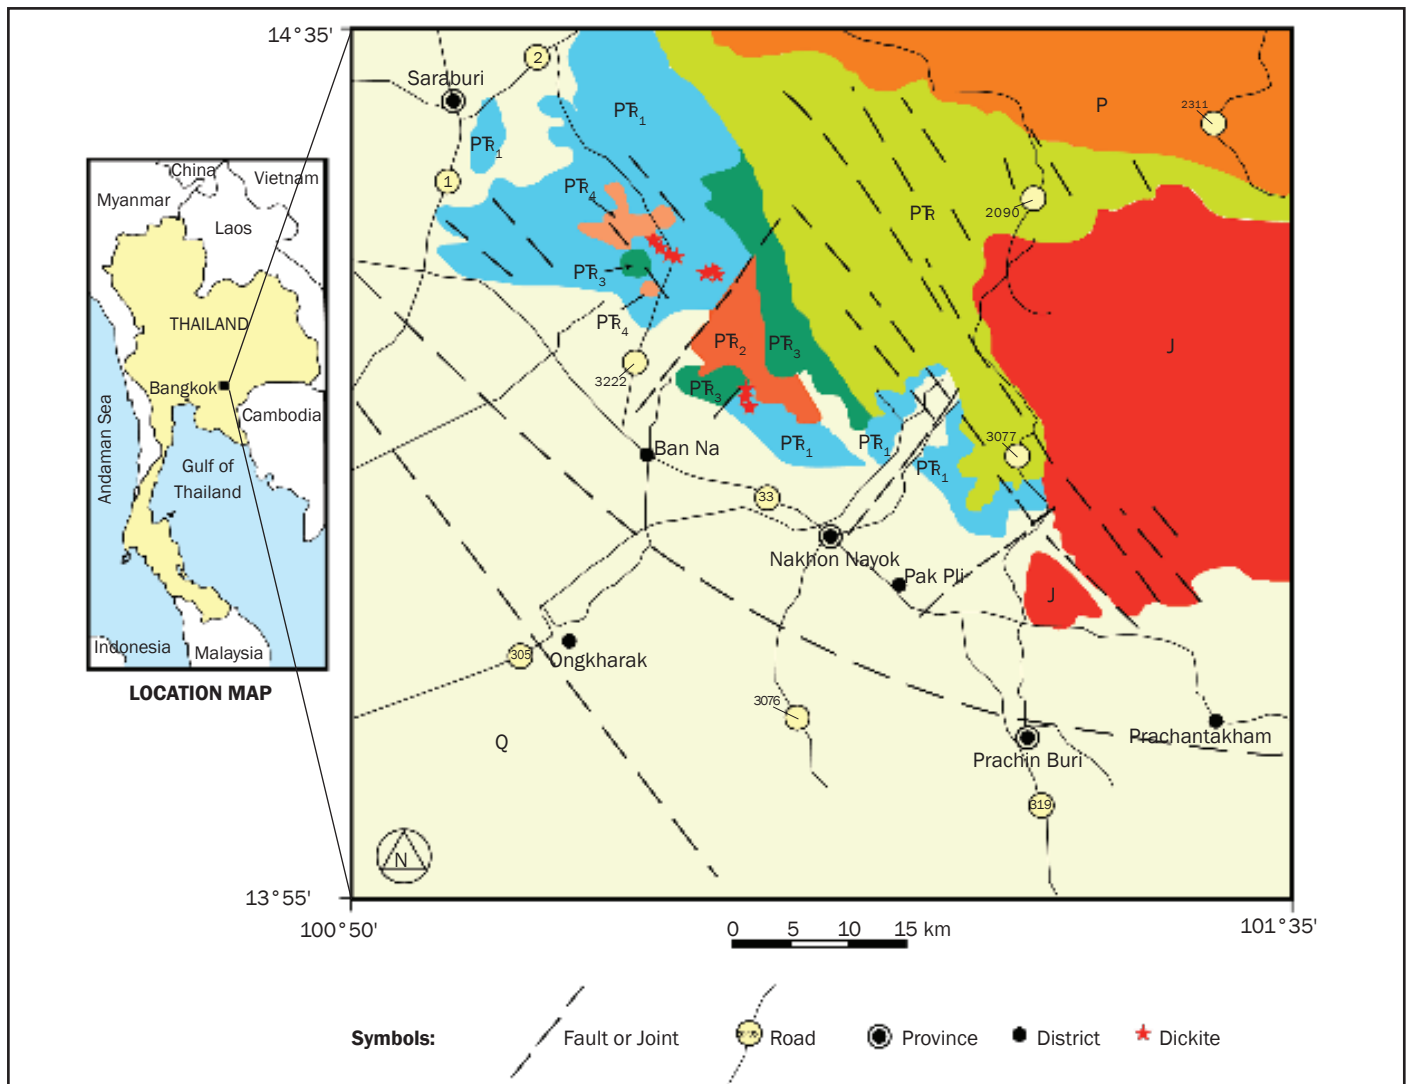 14°35'
2
Saraburi
PTR1
P
2311
PTR1
China
Vietnam
1
Myanmar
PTR4
PTR
2090
Laos
PTR3
THAILAND
PTR4
PTR2
PTR3
J
3222
Bangkok
PTR3
Cambodia
Andaman Sea
PTR1
PTR1
3077
Ban Na
Gulf of
Thailand
PTR1
33
Nakhon Nayok
Pak Pli
J
Indonesia
Malaysia
305
Ongkharak
LOCATION MAP
3076
Q
Prachantakham
Prachin Buri
319
N
13°55'
100°50'
101°35'
0 5 10 15 km
Symbols:
Fault or Joint
Road
Province
District
Dickite